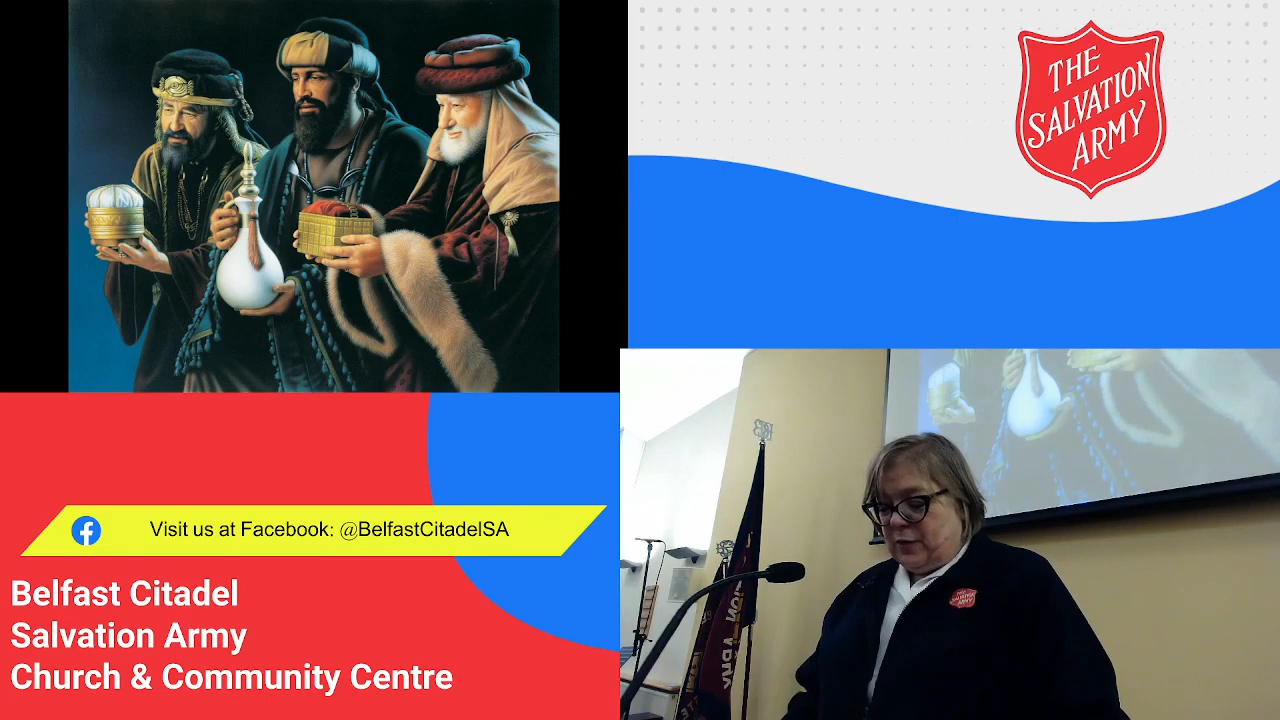 THE
SALVATION
ARMY
Visit us at Facebook: @BelfastCitadelSA
Belfast Citadel
Salvation Army
Church & Community Centre